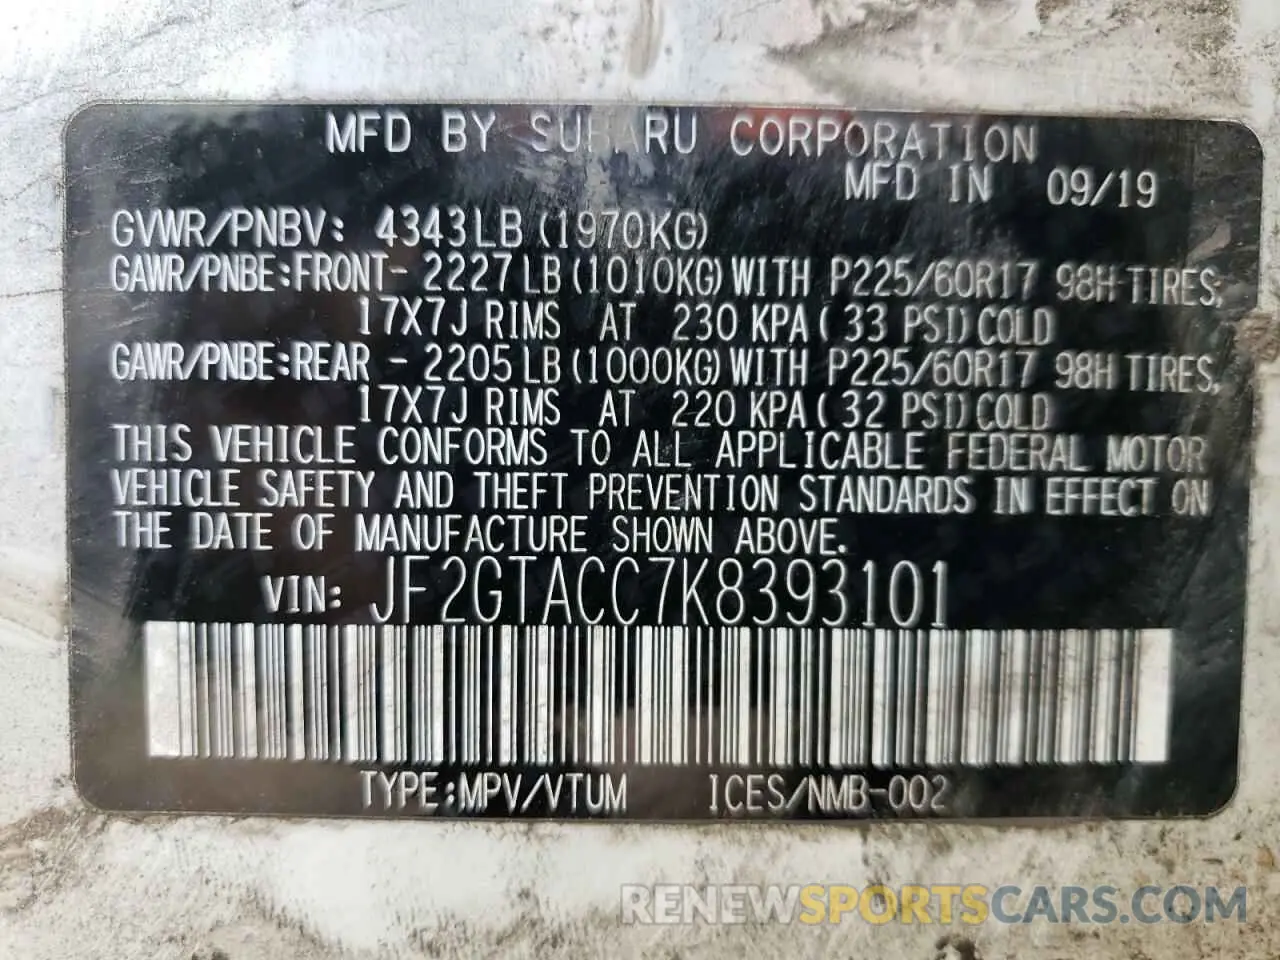 MFD BY SUBARU CORPORATION
MFD IN 09/19
GVWR/PNBV: 4343LB (1970KG)
GAWR/PNBE:FRONT- 2227LB (1010KG) WITH P225/60R17 98H TIRES,
17X7J RIMS AT 230 KPA ( 33 PSI) COLD
GAWR/PNBE:REAR - 2205LB (1000KG) WITH P225/60R17 98H TIRES,
17X7J RIMS AT 220 KPA ( 32 PSI) COLD
THIS VEHICLE CONFORMS TO ALL APPLICABLE FEDERAL MOTOR
VEHICLE SAFETY AND THEFT PREVENTION STANDARDS IN EFFECT ON
THE DATE OF MANUFACTURE SHOWN ABOVE.
VIN: JF2GTACC7K8393101
TYPE:MPV/VTUM ICES/NMB-002
RENEWSPORTSCARS.COM